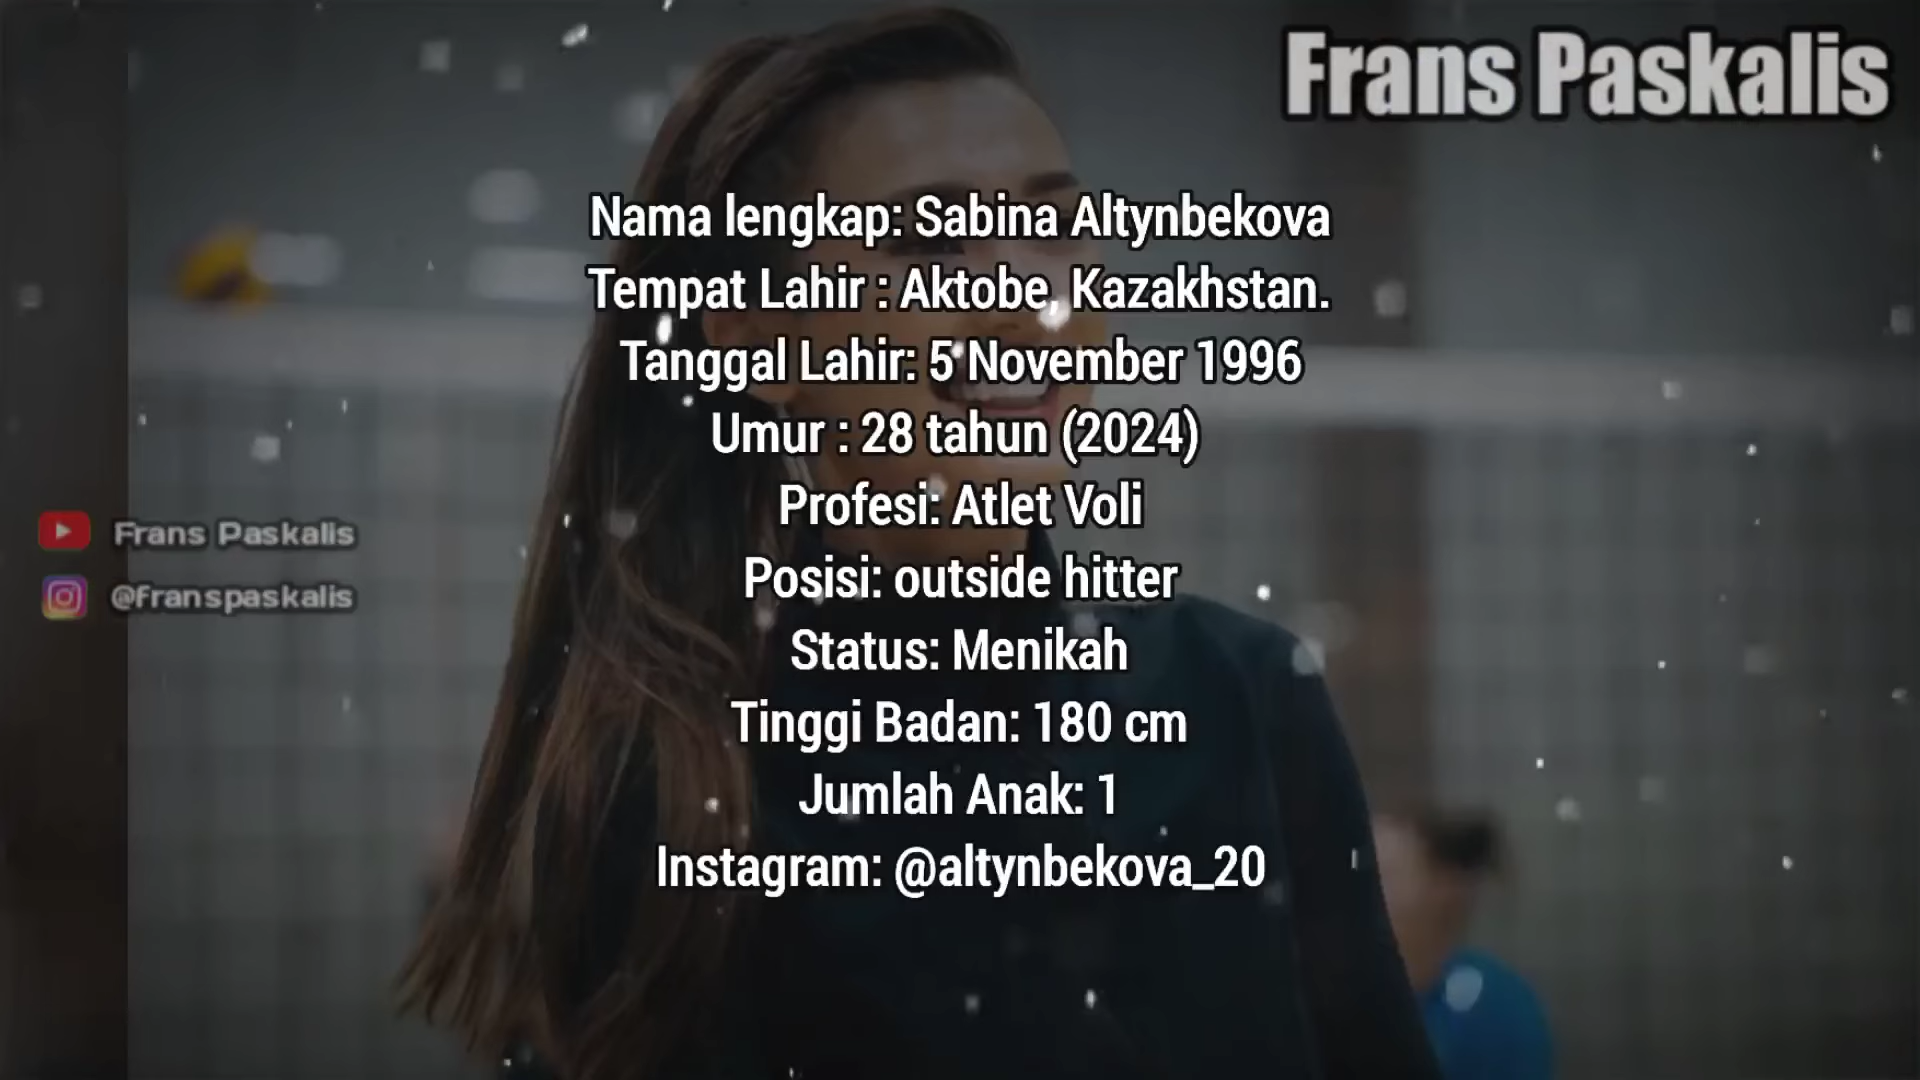 Frans Paskalis
Nama lengkap: Sabina Altynbekova
Tempat Lahir : Aktobe, Kazakhstan.
Tanggal Lahir: 5 November 1996
Umur : 28 tahun (2024)
Profesi: Atlet Voli
Frans Paskalis
Posisi: outside hitter
@franspaskalis
Status: Menikah
Tinggi Badan: 180 cm
Jumlah Anak: 1
Instagram: @altynbekova_20